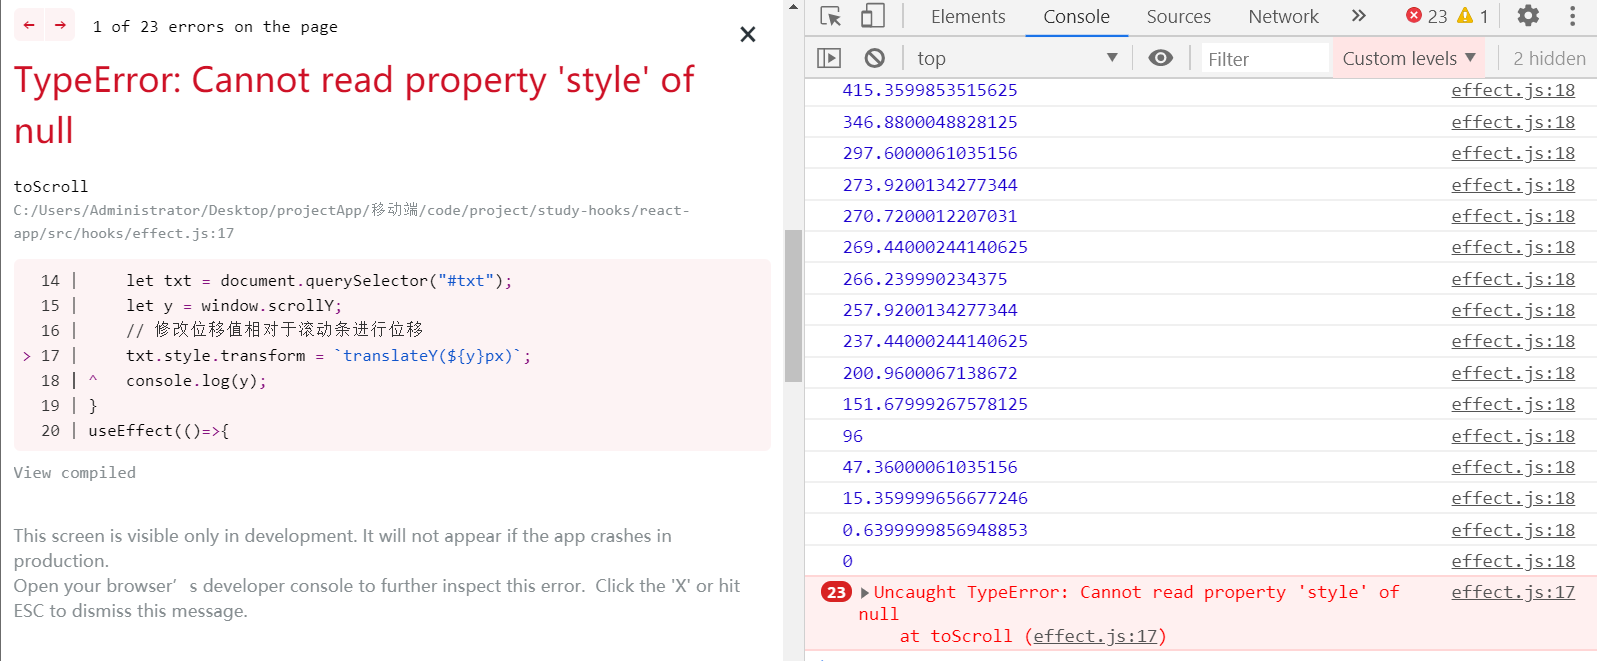 ← → 1 of 23 errors on the page
TypeError: Cannot read property 'style' of
null
toScroll
C:/Users/Administrator/Desktop/projectApp/移动端/code/project/study-hooks/react-
app/src/hooks/effect.js:17
14 |     let txt = document.querySelector("#txt");
15 |     let y = window.scrollY;
16 |     // 修改位移值相对于滚动条进行位移
> 17 |     txt.style.transform = `translateY(${y}px)`;
18 | ^   console.log(y);
19 | }
20 | useEffect(()=>{
View compiled
This screen is visible only in development. It will not appear if the app crashes in
production.
Open your browser’s developer console to further inspect this error.  Click the 'X' or hit
ESC to dismiss this message.
Elements Console Sources Network » 23 1
top ▼ Filter Custom levels ▼ 2 hidden
415.3599853515625 effect.js:18
346.8800048828125 effect.js:18
297.6000061035156 effect.js:18
273.9200134277344 effect.js:18
270.7200012207031 effect.js:18
269.44000244140625 effect.js:18
266.239990234375 effect.js:18
257.9200134277344 effect.js:18
237.44000244140625 effect.js:18
200.9600067138672 effect.js:18
151.67999267578125 effect.js:18
96 effect.js:18
47.36000061035156 effect.js:18
15.359999656677246 effect.js:18
0.6399999856948853 effect.js:18
0 effect.js:18
23 ▶Uncaught TypeError: Cannot read property 'style' of effect.js:17
null
at toScroll (effect.js:17)